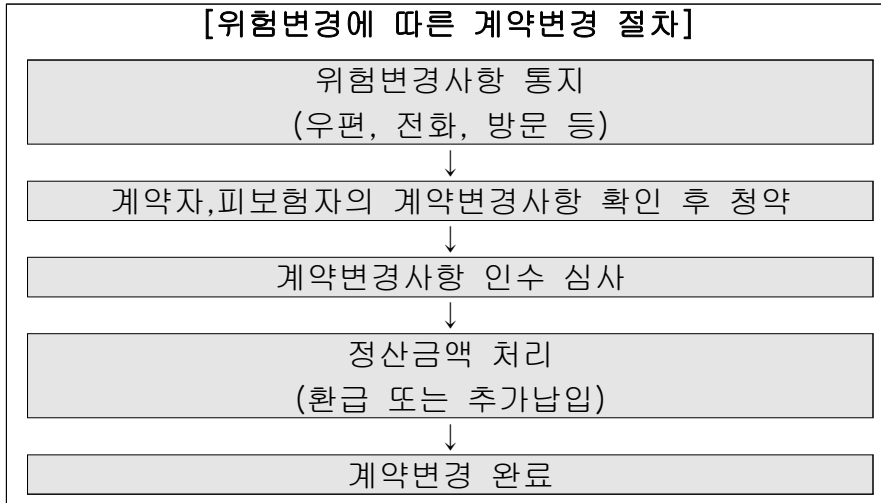 [위험변경에 따른 계약변경 절차]
위험변경사항 통지
(우편, 전화, 방문 등)
↓
계약자,피보험자의 계약변경사항 확인 후 청약
↓
계약변경사항 인수 심사
↓
정산금액 처리
(환급 또는 추가납입)
↓
계약변경 완료